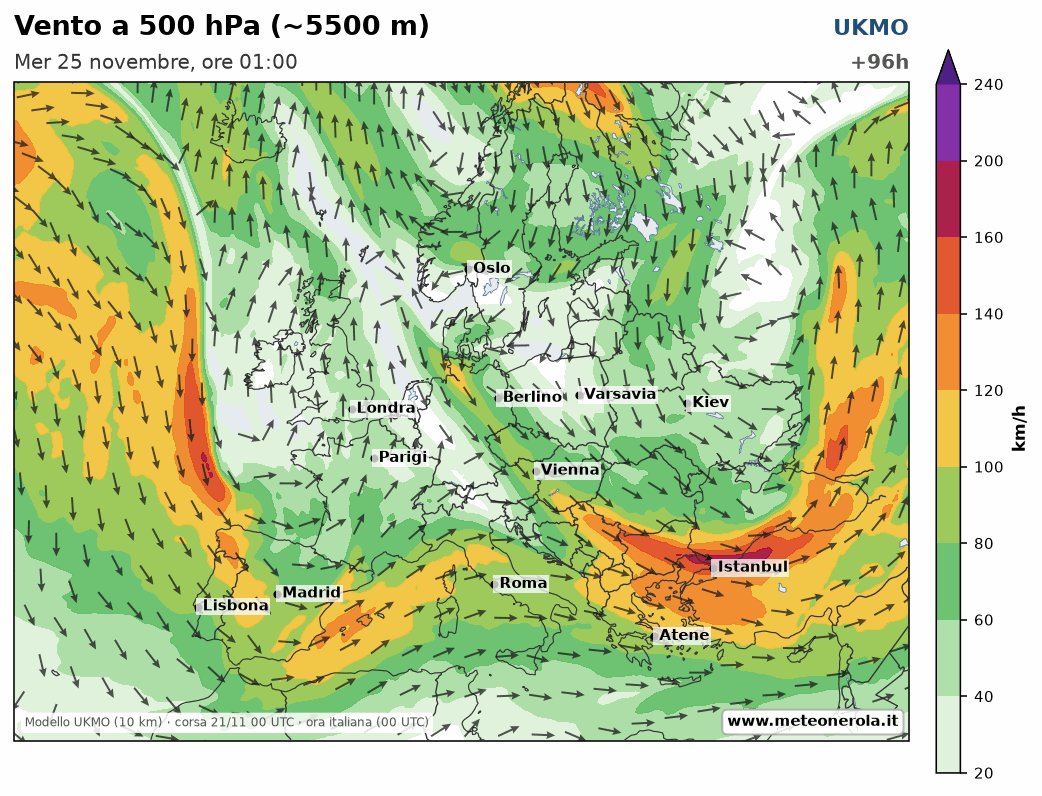 Vento a 500 hPa (~5500 m)
UKMO
Mer 25 novembre, ore 01:00
+96h
240
200
160
140
120
100
80
60
40
20
km/h
Oslo
Berlino
Varsavia
Kiev
Londra
Parigi
Vienna
Istanbul
Roma
Madrid
Lisbona
Atene
Modello UKMO (10 km) · corsa 21/11 00 UTC · ora italiana (00 UTC)
www.meteonerola.it